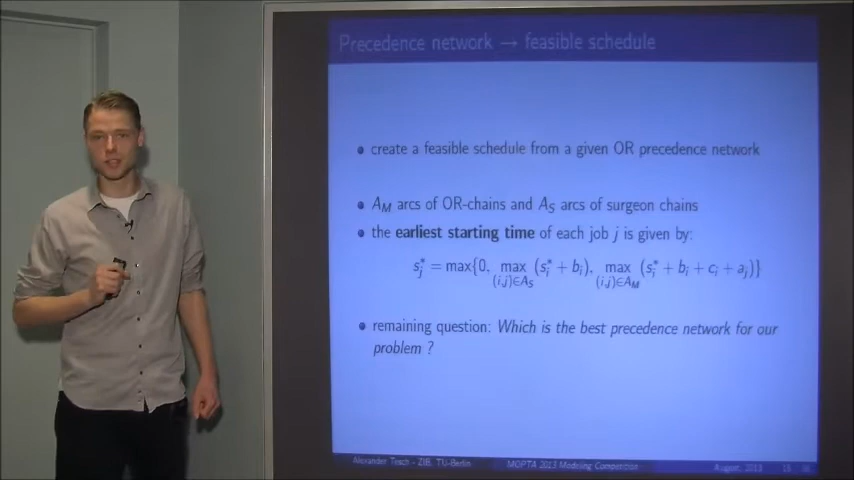 Precedence network → feasible schedule
• create a feasible schedule from a given OR precedence network
• A_M arcs of OR-chains and A_S arcs of surgeon chains
• the earliest starting time of each job j is given by:
s*_j = max{0, max_{(i,j)∈A_S} (s*_i + b_i), max_{(i,j)∈A_M} (s*_i + b_i + c_i + a_j)}
• remaining question: Which is the best precedence network for our
problem ?
Alexander Tesch - ZIB, TU-Berlin MOPTA 2013 Modeling Competition August, 2013